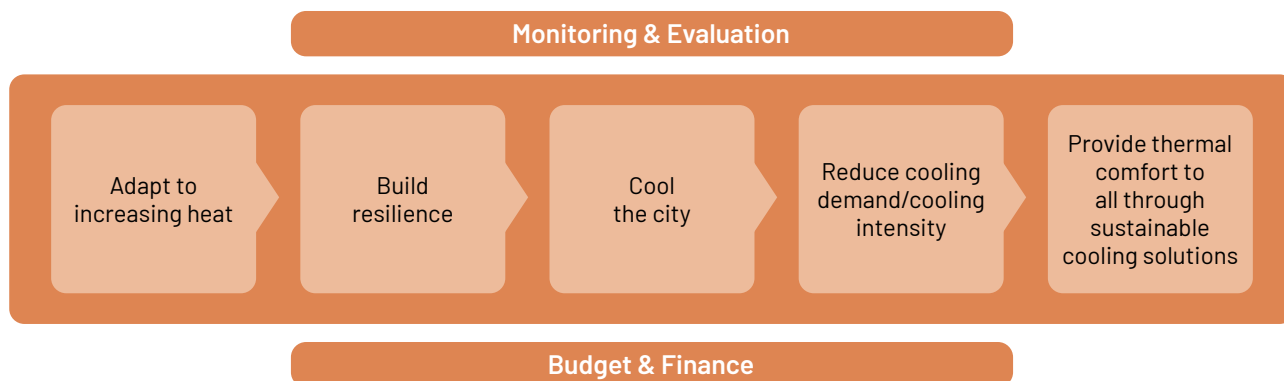 Monitoring & Evaluation
Adapt to
increasing heat
Build
resilience
Cool
the city
Reduce cooling
demand/cooling
intensity
Provide thermal
comfort to
all through
sustainable
cooling solutions
Budget & Finance